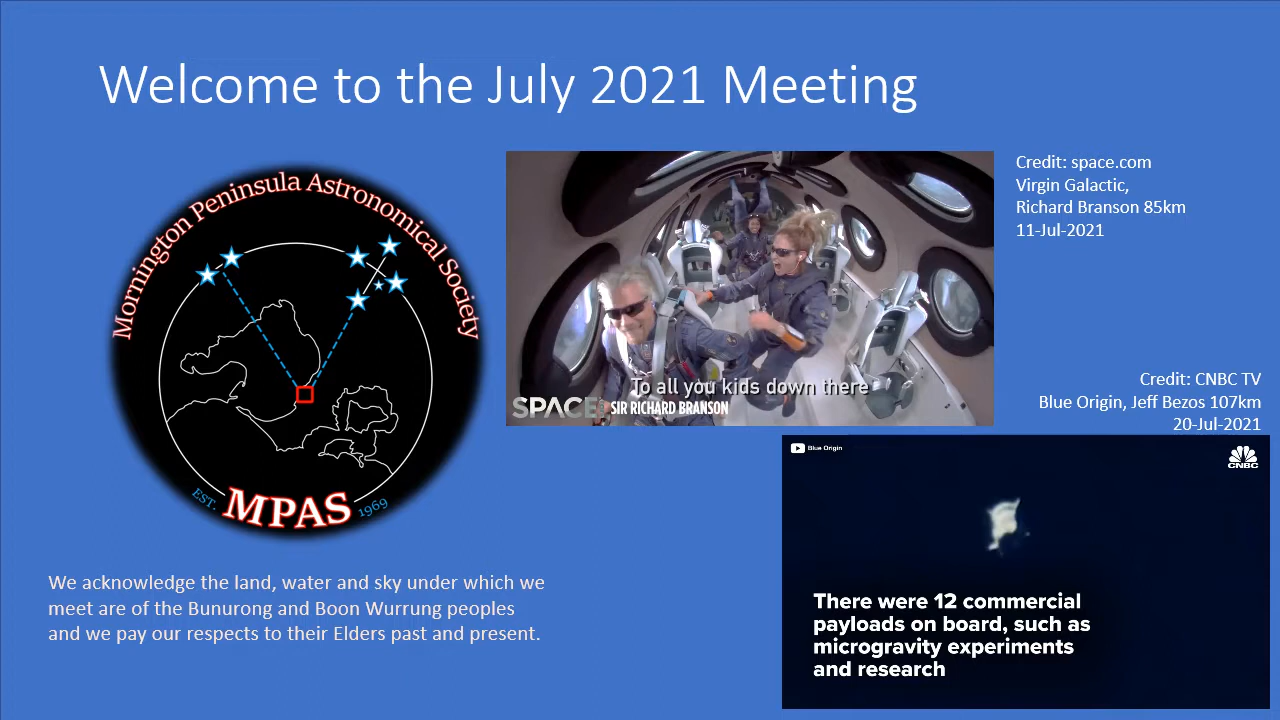 Welcome to the July 2021 Meeting
Mornington Peninsula Astronomical Society
EST. MPAS 1969
We acknowledge the land, water and sky under which we
meet are of the Bunurong and Boon Wurrung peoples
and we pay our respects to their Elders past and present.
To all you kids down there
SPACE SIR RICHARD BRANSON
Credit: space.com
Virgin Galactic,
Richard Branson 85km
11-Jul-2021
Credit: CNBC TV
Blue Origin, Jeff Bezos 107km
20-Jul-2021
Blue Origin
CNBC
There were 12 commercial
payloads on board, such as
microgravity experiments
and research